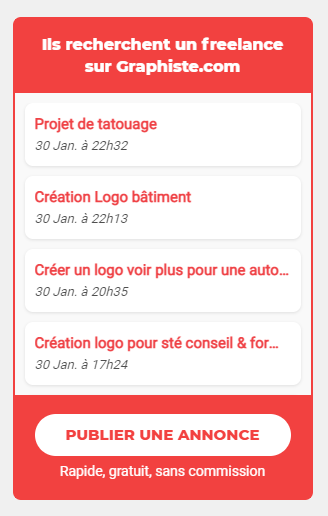 Ils recherchent un freelance
sur Graphiste.com
Projet de tatouage
30 Jan. à 22h32
Création Logo bâtiment
30 Jan. à 22h13
Créer un logo voir plus pour une auto...
30 Jan. à 20h35
Création logo pour sté conseil & for...
30 Jan. à 17h24
PUBLIER UNE ANNONCE
Rapide, gratuit, sans commission